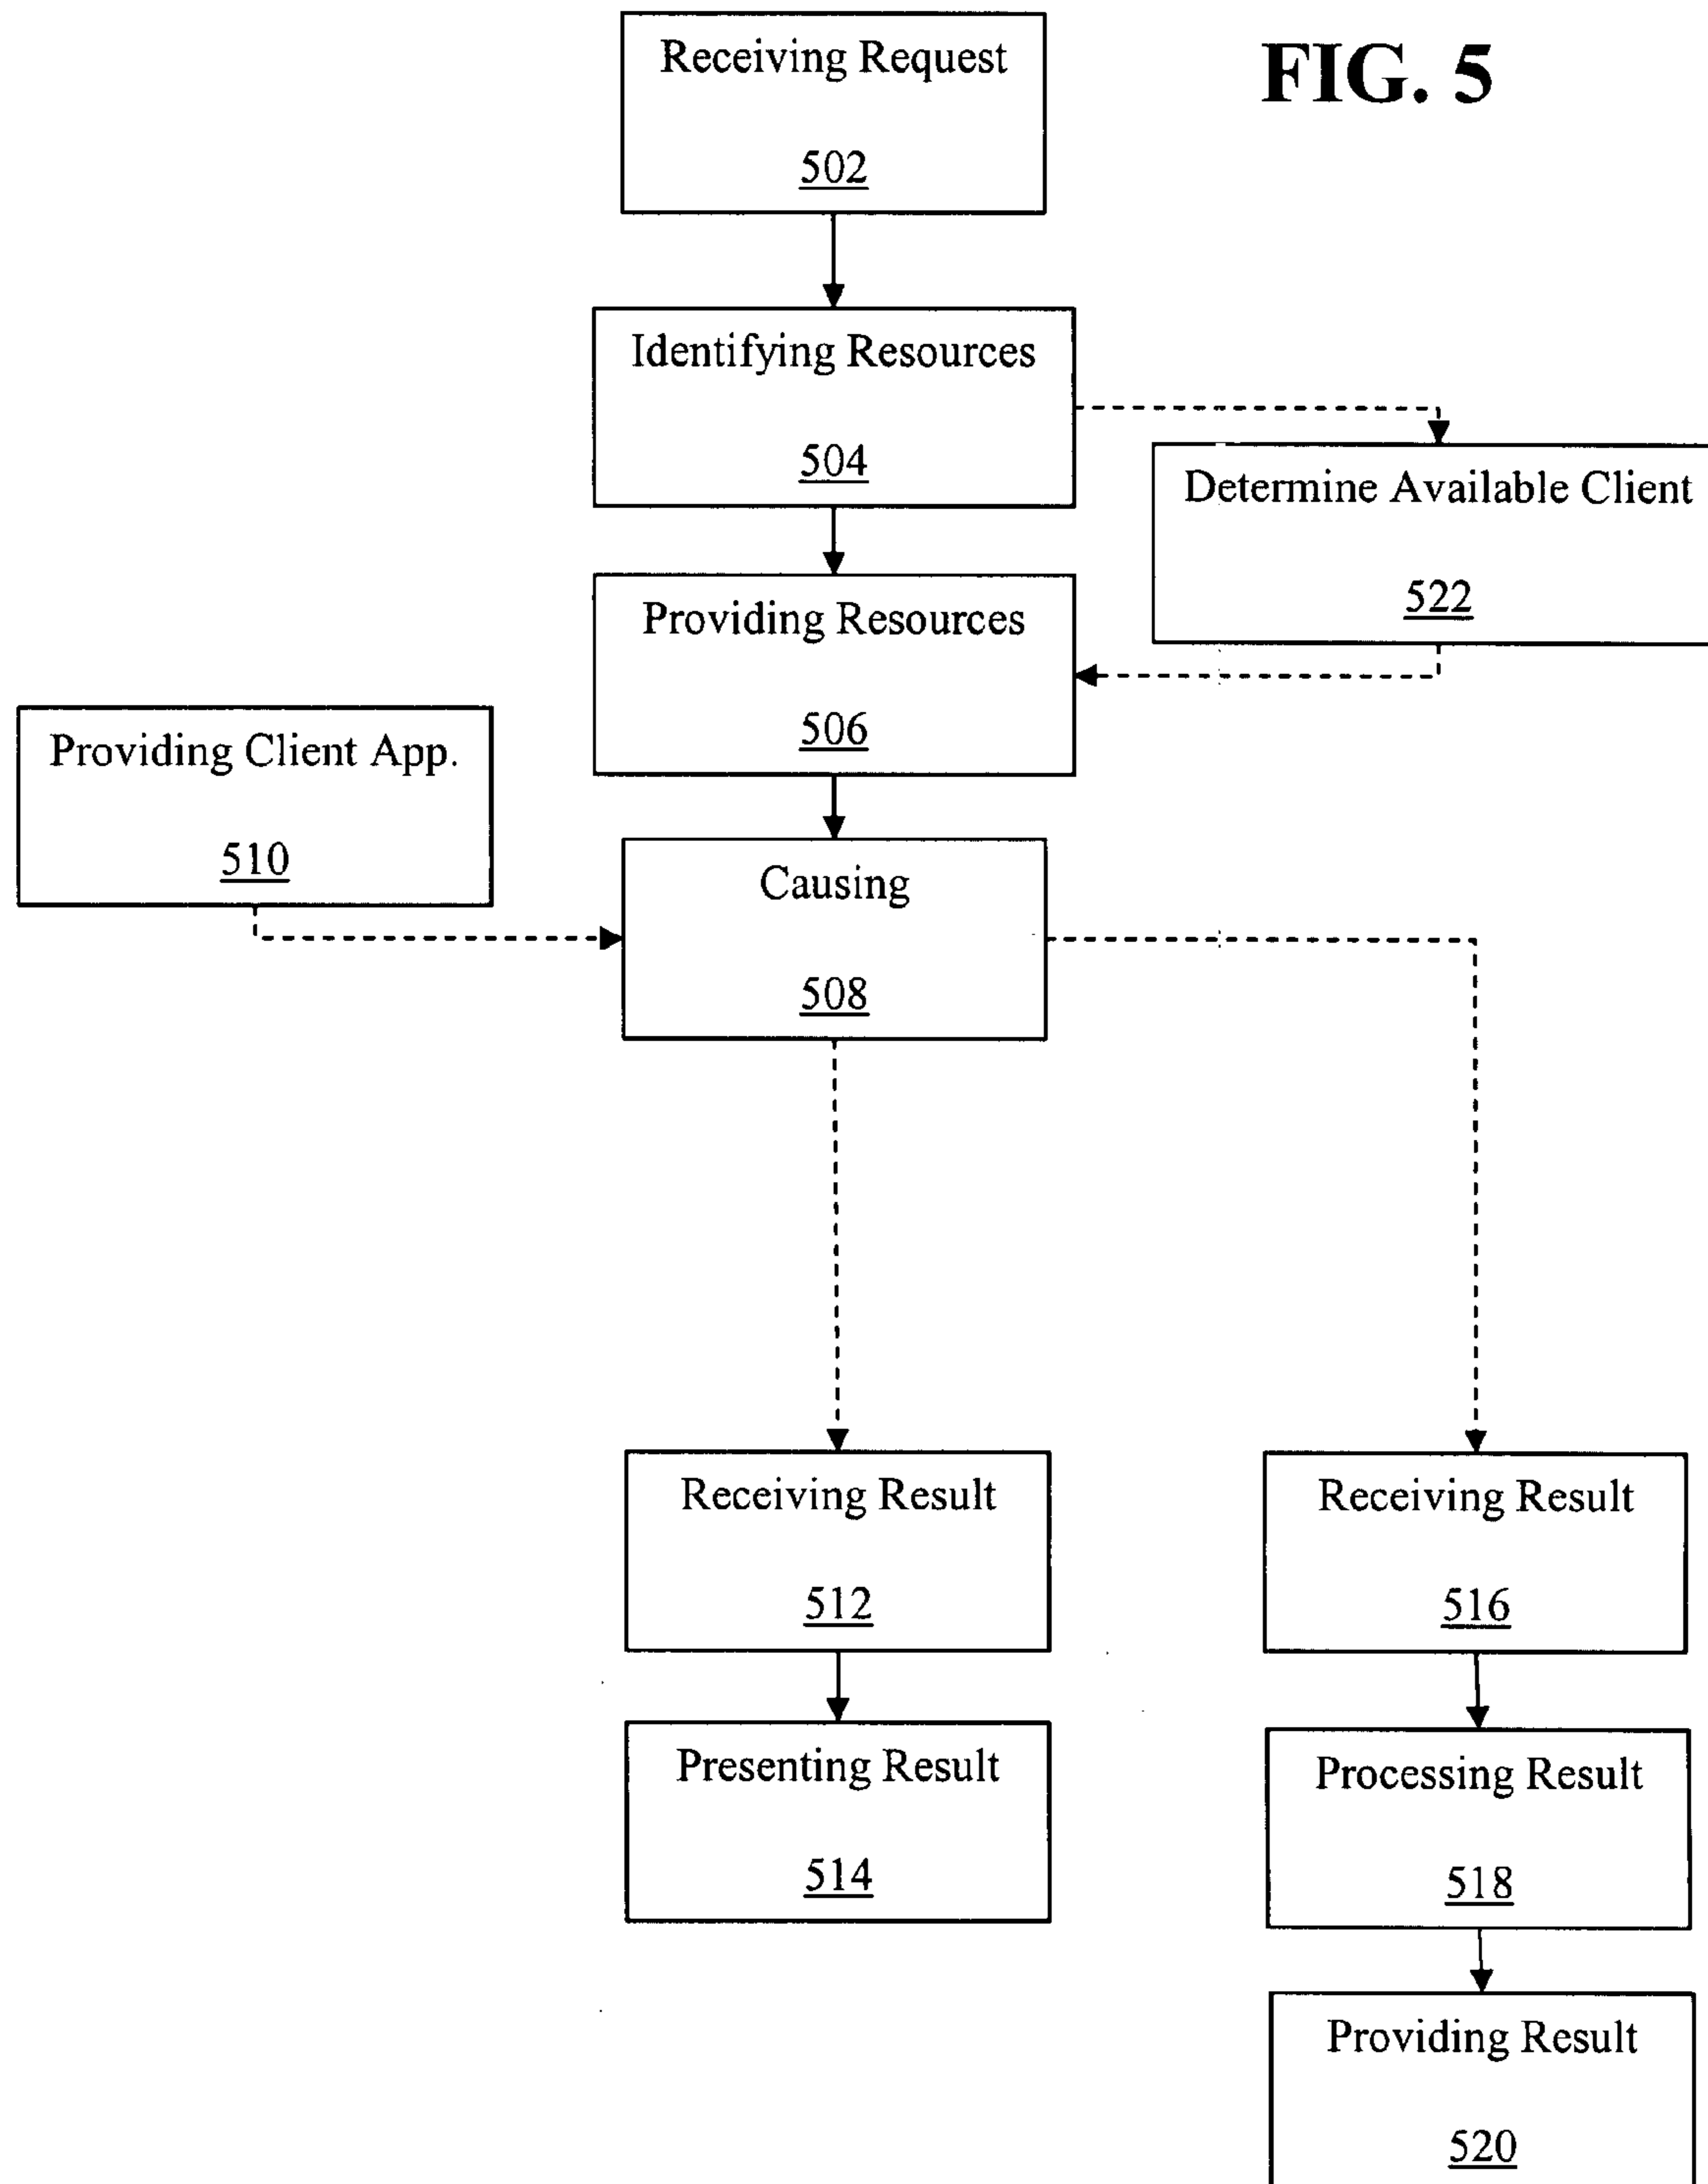 FIG. 5
Receiving Request
502
Identifying Resources
504
Determine Available Client
522
Providing Resources
506
Providing Client App.
510
Causing
508
Receiving Result
512
Receiving Result
516
Presenting Result
514
Processing Result
518
Providing Result
520